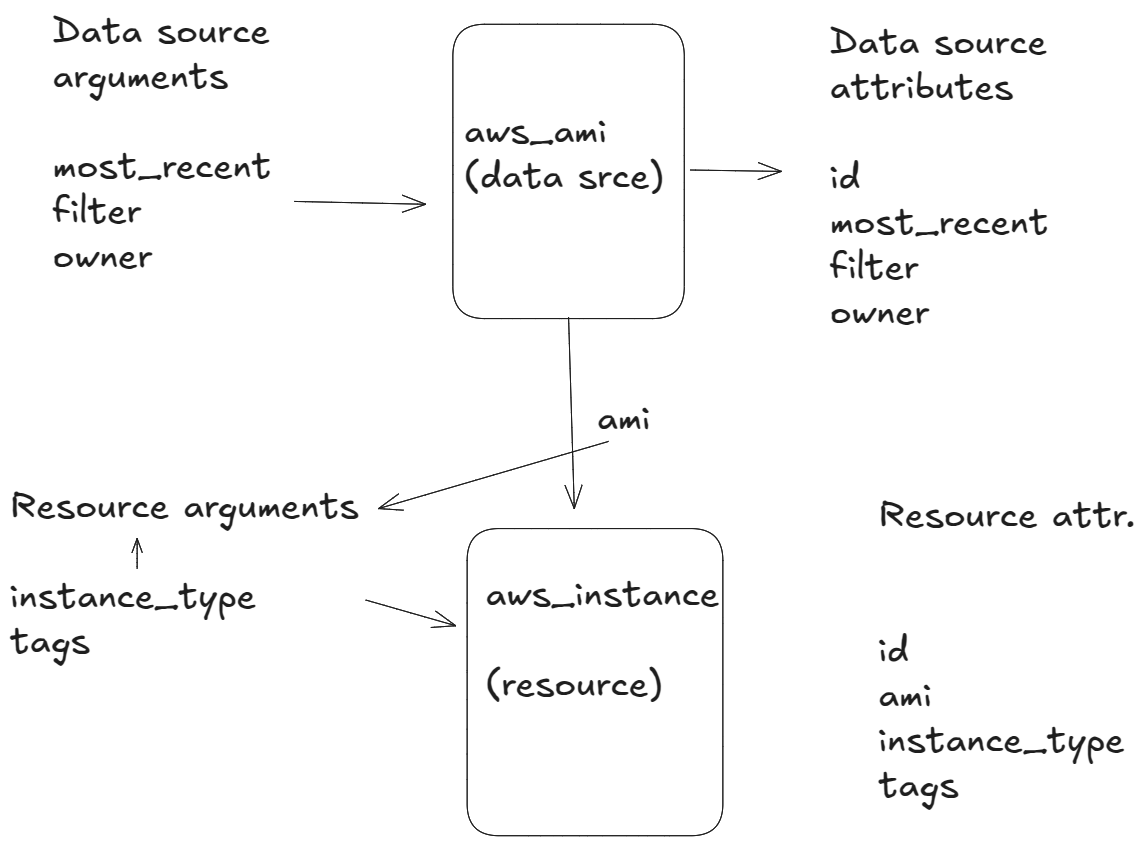 Data source
arguments
most_recent
filter
owner
aws_ami
(data srce)
Data source
attributes
id
most_recent
filter
owner
ami
Resource arguments
instance_type
tags
aws_instance
(resource)
Resource attr.
id
ami
instance_type
tags